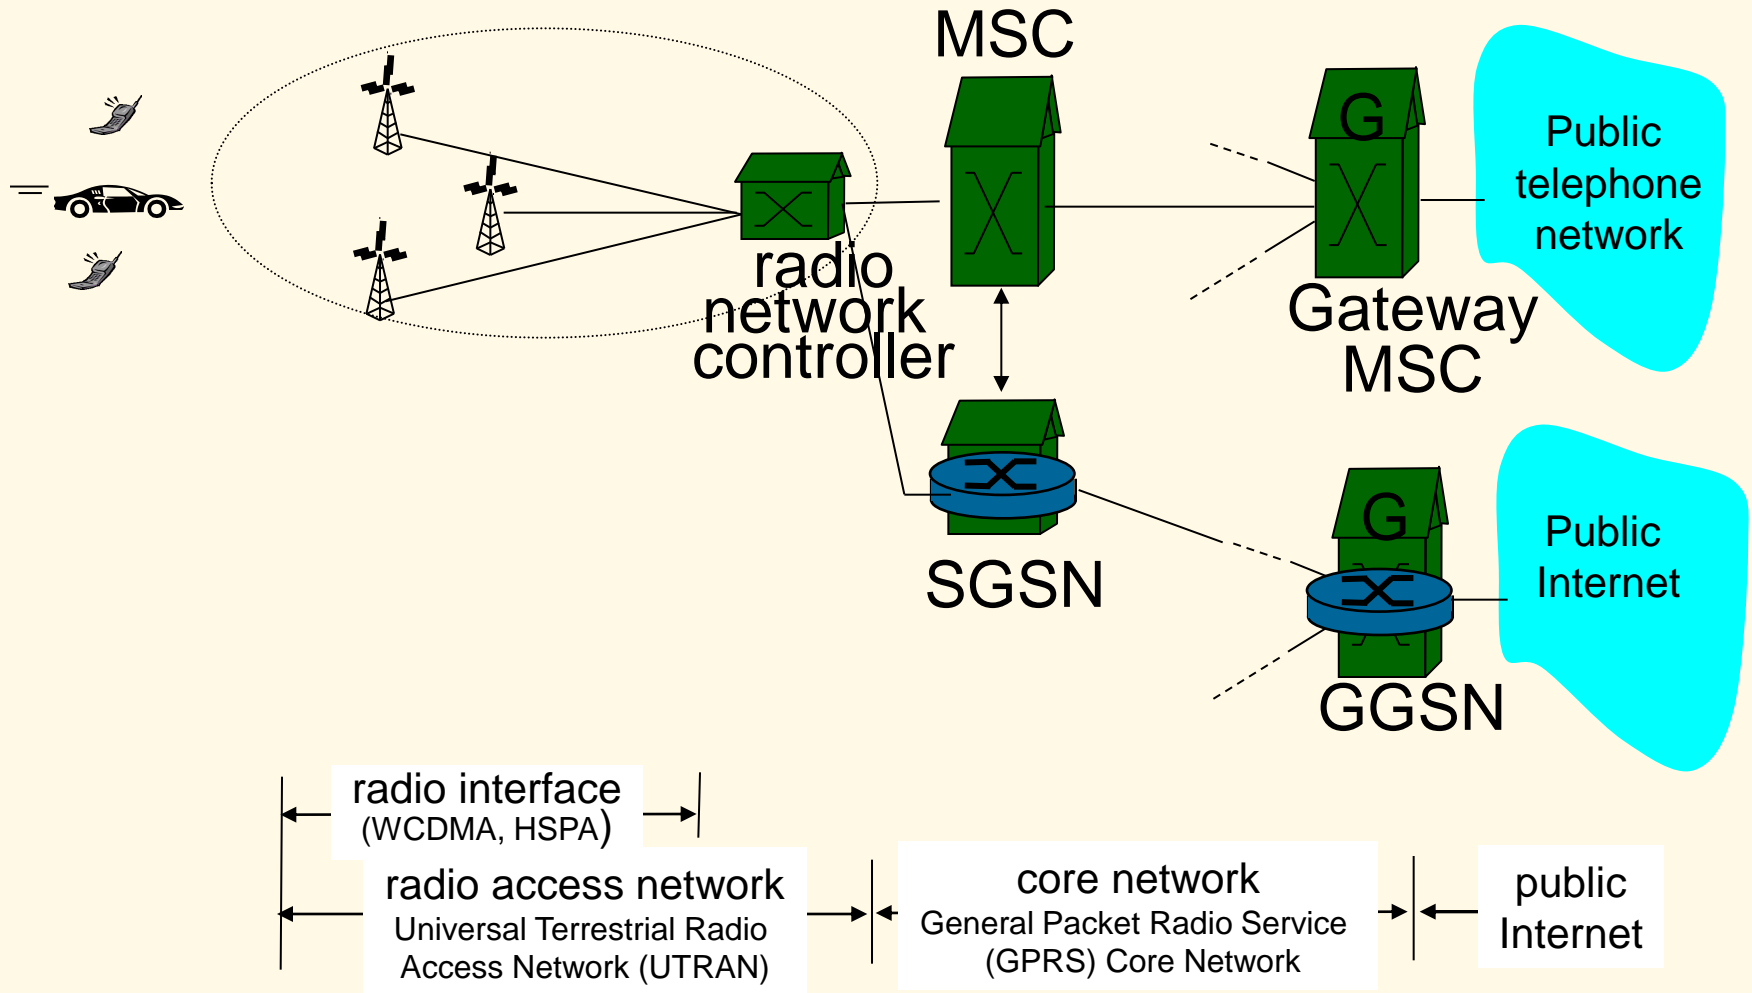 MSC
G
Public
telephone
network
radio
network
controller
Gateway
MSC
G
Public
Internet
SGSN
GGSN
radio interface
(WCDMA, HSPA)
radio access network
Universal Terrestrial Radio
Access Network (UTRAN)
core network
General Packet Radio Service
(GPRS) Core Network
public
Internet